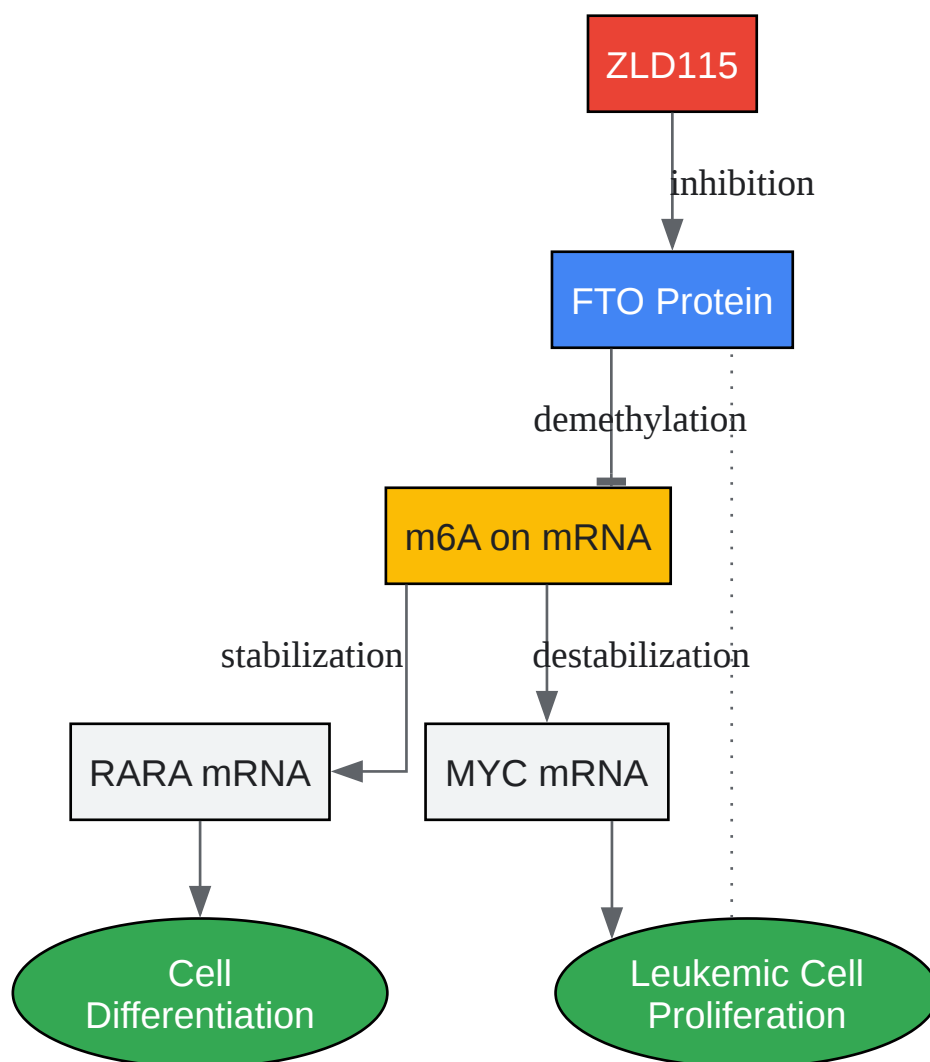 ZLD115
inhibition
FTO Protein
demethylation
m6A on mRNA
stabilization
destabilization
RARA mRNA
MYC mRNA
Cell
Differentiation
Leukemic Cell
Proliferation